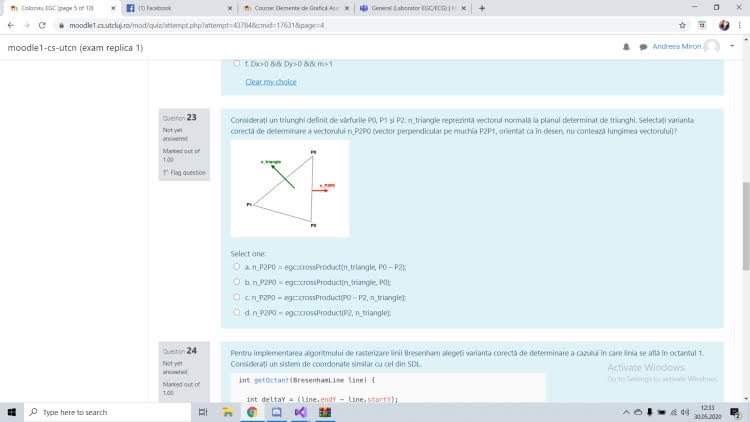 Colocviu EGC (page 5 of 13)
(1) Facebook
Course: Elemente de Grafică Asis
General (Laborator EGC/ECG) | M
moodle1.cs.utcluj.ro/mod/quiz/attempt.php?attempt=43784&cmid=17631&page=4
moodle1-cs-utcn (exam replica 1)
Andreea Miron
f. Dx>0 && Dy>0 && m>1
Clear my choice
Question 23
Not yet
answered
Marked out of
1.00
Flag question
Considerați un triunghi definit de vârfurile P0, P1 și P2. n_triangle reprezintă vectorul normală la planul determinat de triunghi. Selectați varianta
corectă de determinare a vectorului n_P2P0 (vector perpendicular pe muchia P2P1, orientat ca în desen, nu contează lungimea vectorului)?
n_triangle
P1
Select one:
a. n_P2P0 = egc::crossProduct(n_triangle, P0 – P2);
b. n_P2P0 = egc::crossProduct(n_triangle, P0);
c. n_P2P0 = egc::crossProduct(P0 – P2, n_triangle);
d. n_P2P0 = egc::crossProduct(P2, n_triangle);
Question 24
Not yet
answered
Marked out of
1.00
Pentru implementarea algoritmului de rasterizare linii Bresenham alegeți varianta corectă de determinare a cazului în care linia se află în octantul 1.
Considerați un sistem de coordonate similar cu cel din SDL.
int getOctant(BresenhamLine line) {
int deltaY = (line.endY - line.startY);
Activate Windows
Go to Settings to activate Windows.
Type here to search
12:33
30.05.2020